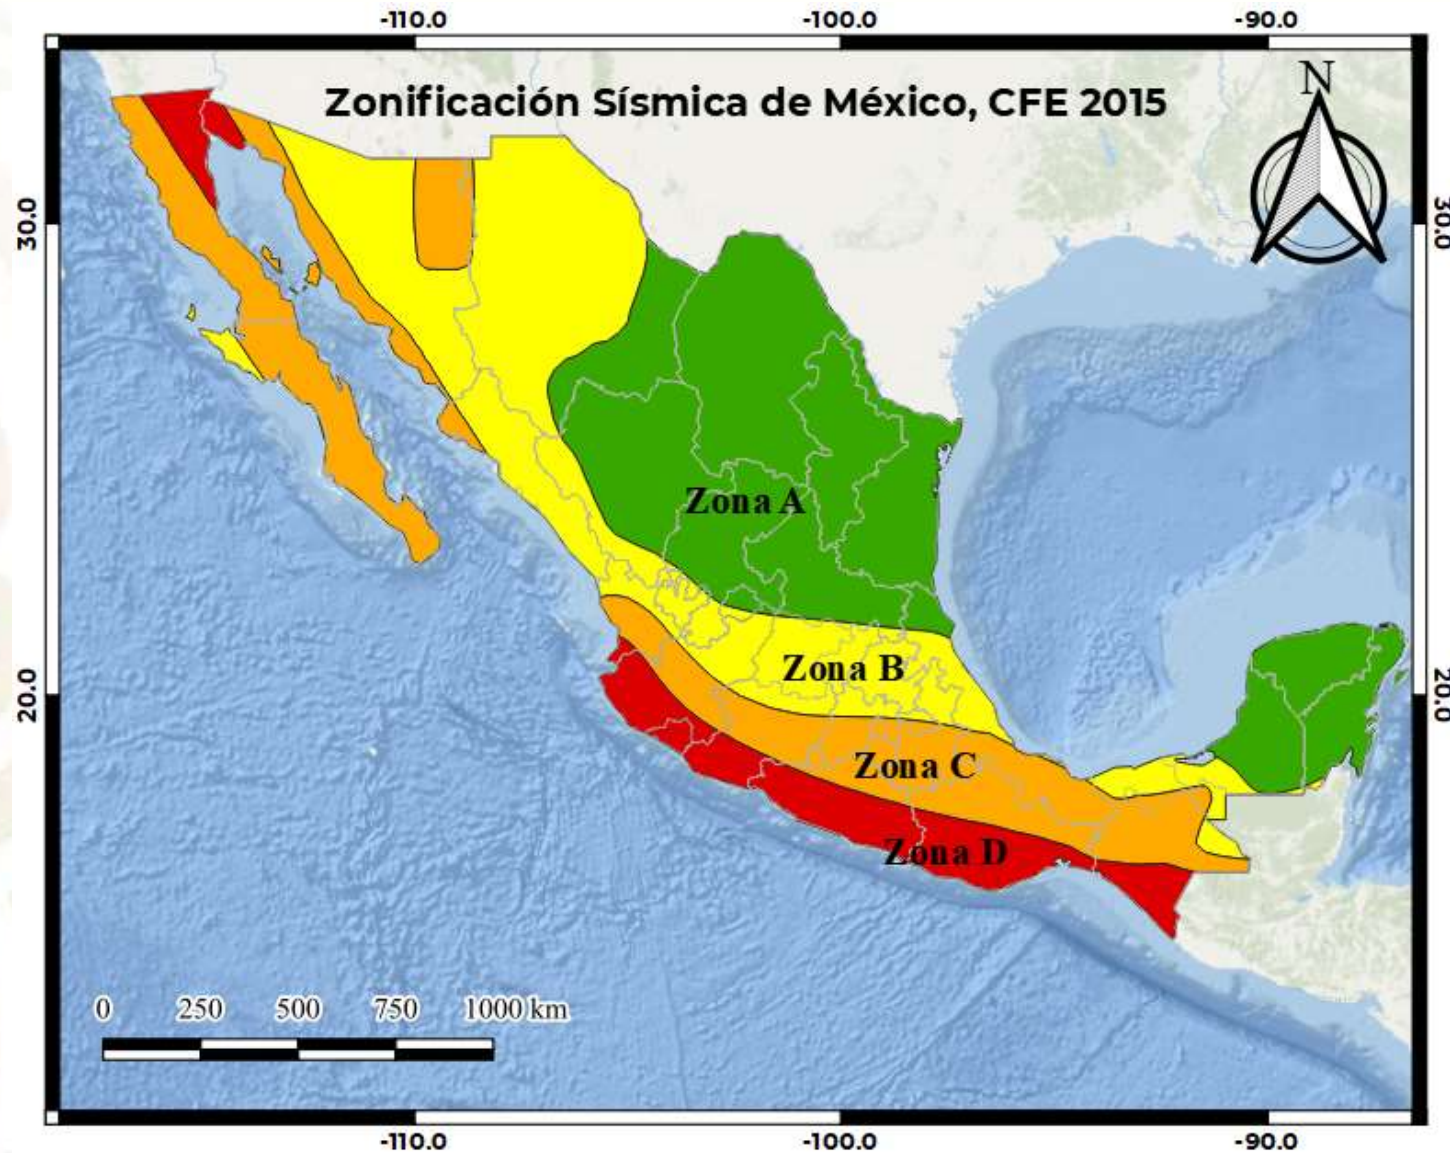 -110.0 -100.0 -90.0
Zonificación Sísmica de México, CFE 2015
N
30.0 30.0
Zona A
Zona B
20.0 20.0
Zona C
Zona D
0 250 500 750 1000 km
-110.0 -100.0 -90.0